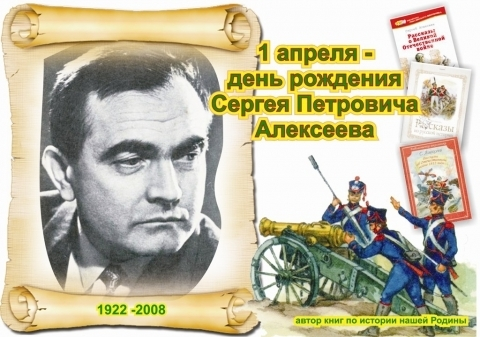 1 апреля -
день рождения
Сергея Петровича
Алексеева
Рассказы
о Великой
Отечественной
войне
Рассказы
1922 -2008
автор книг по истории нашей Родины